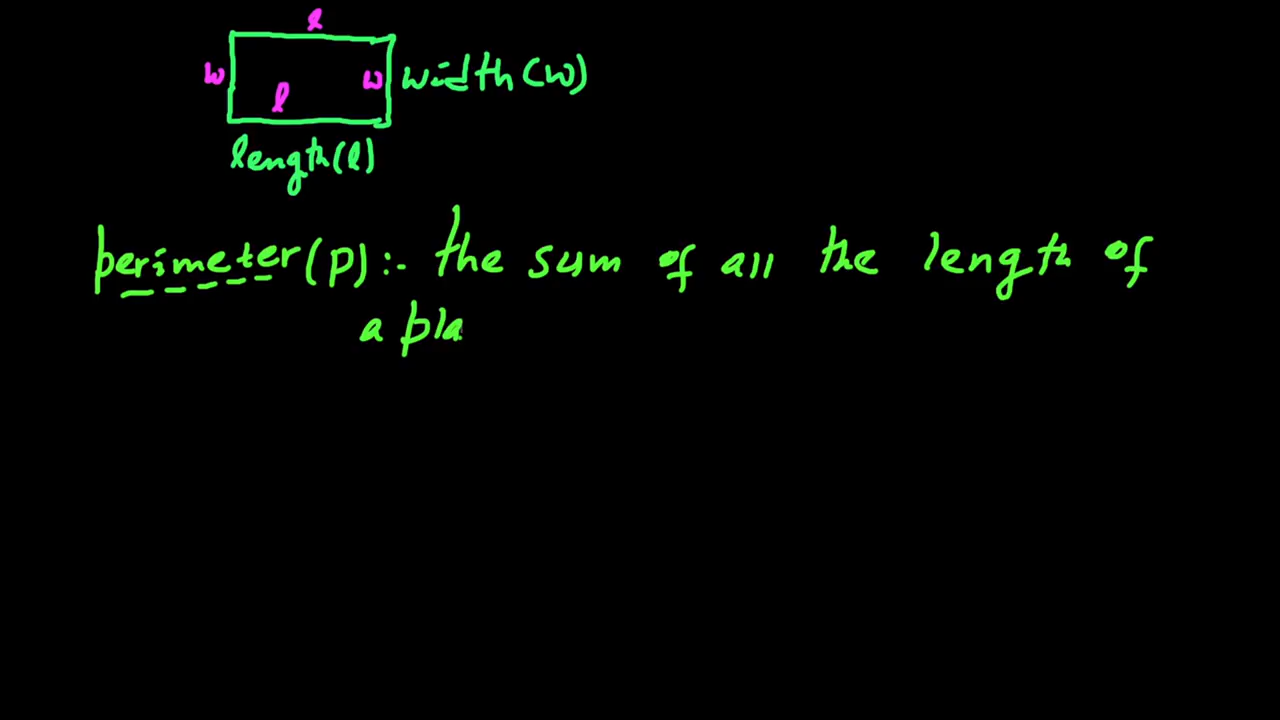 l
w l w width (w)
length (l)
perimeter (p) :- the sum of all the length of
a pla